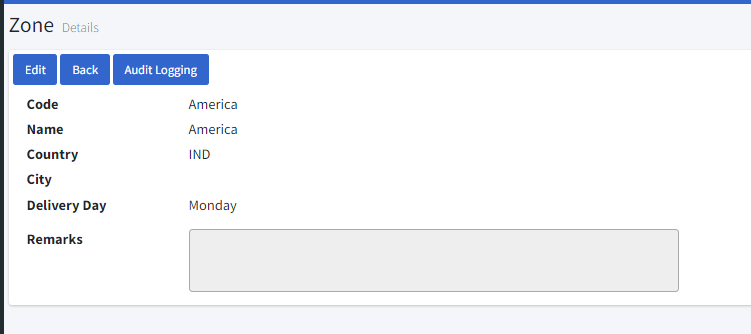 Zone Details
Edit Back Audit Logging
Code America
Name America
Country IND
City
Delivery Day Monday
Remarks